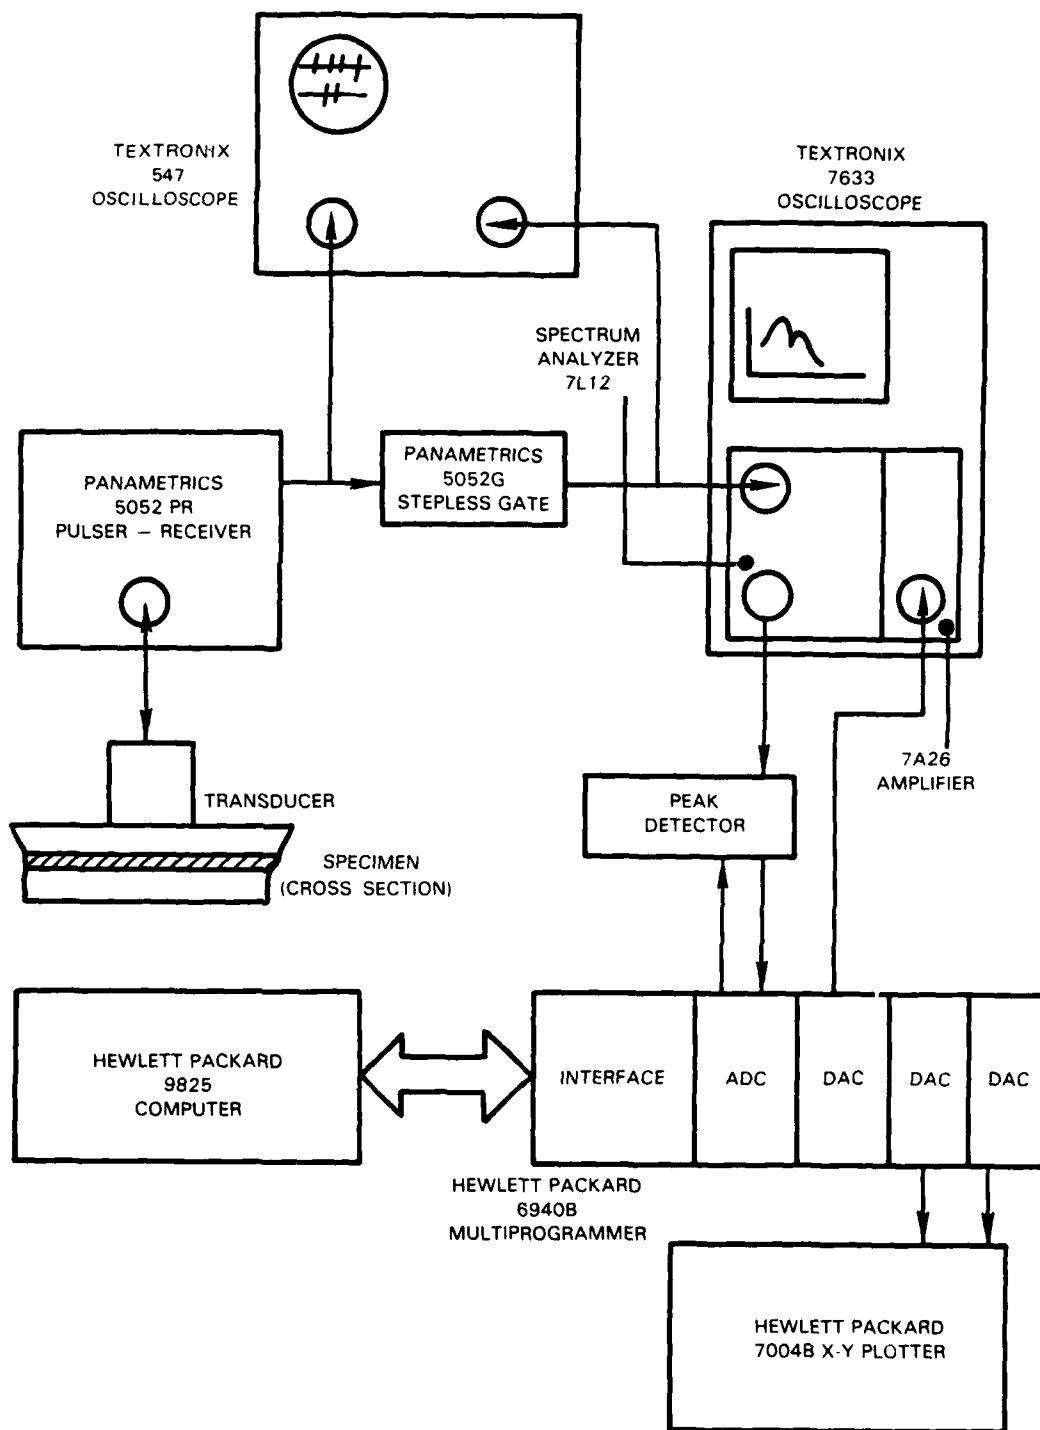 TEXTRONIX
547
OSCILLOSCOPE
TEXTRONIX
7633
OSCILLOSCOPE
SPECTRUM
ANALYZER
7L12
PANAMETRICS
5052 PR
PULSER – RECEIVER
PANAMETRICS
5052G
STEPLESS GATE
7A26
AMPLIFIER
TRANSDUCER
SPECIMEN
(CROSS SECTION)
PEAK
DETECTOR
HEWLETT PACKARD
9825
COMPUTER
INTERFACE
ADC
DAC
DAC
DAC
HEWLETT PACKARD
6940B
MULTIPROGRAMMER
HEWLETT PACKARD
7004B X-Y PLOTTER